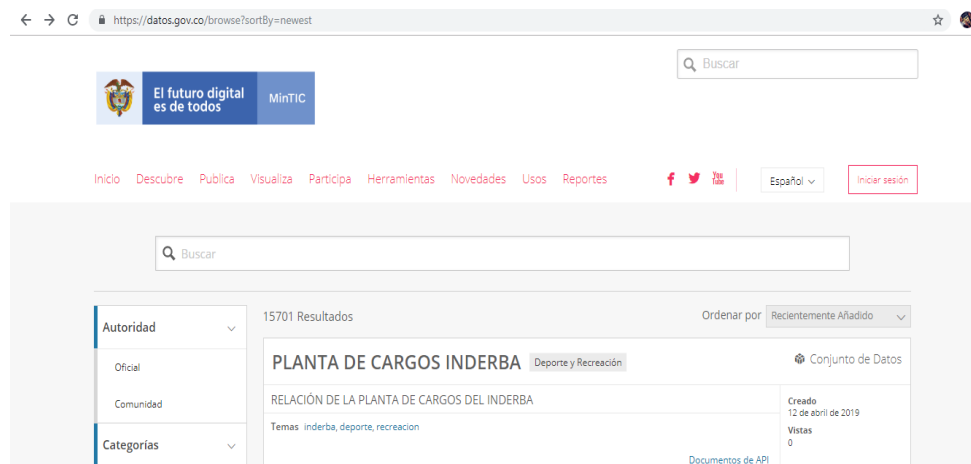 https://datos.gov.co/browse?sortBy=newest
Buscar
El futuro digital
es de todos
MinTIC
Inicio Descubre Publica Visualiza Participa Herramientas Novedades Usos Reportes
You
Tube
Español
Iniciar sesión
Buscar
Autoridad
Oficial
Comunidad
Categorías
15701 Resultados
Ordenar por Recientemente Añadido
PLANTA DE CARGOS INDERBA Deporte y Recreación
Conjunto de Datos
RELACIÓN DE LA PLANTA DE CARGOS DEL INDERBA
Temas inderba, deporte, recreacion
Documentos de API
Creado
12 de abril de 2019
Vistas
0